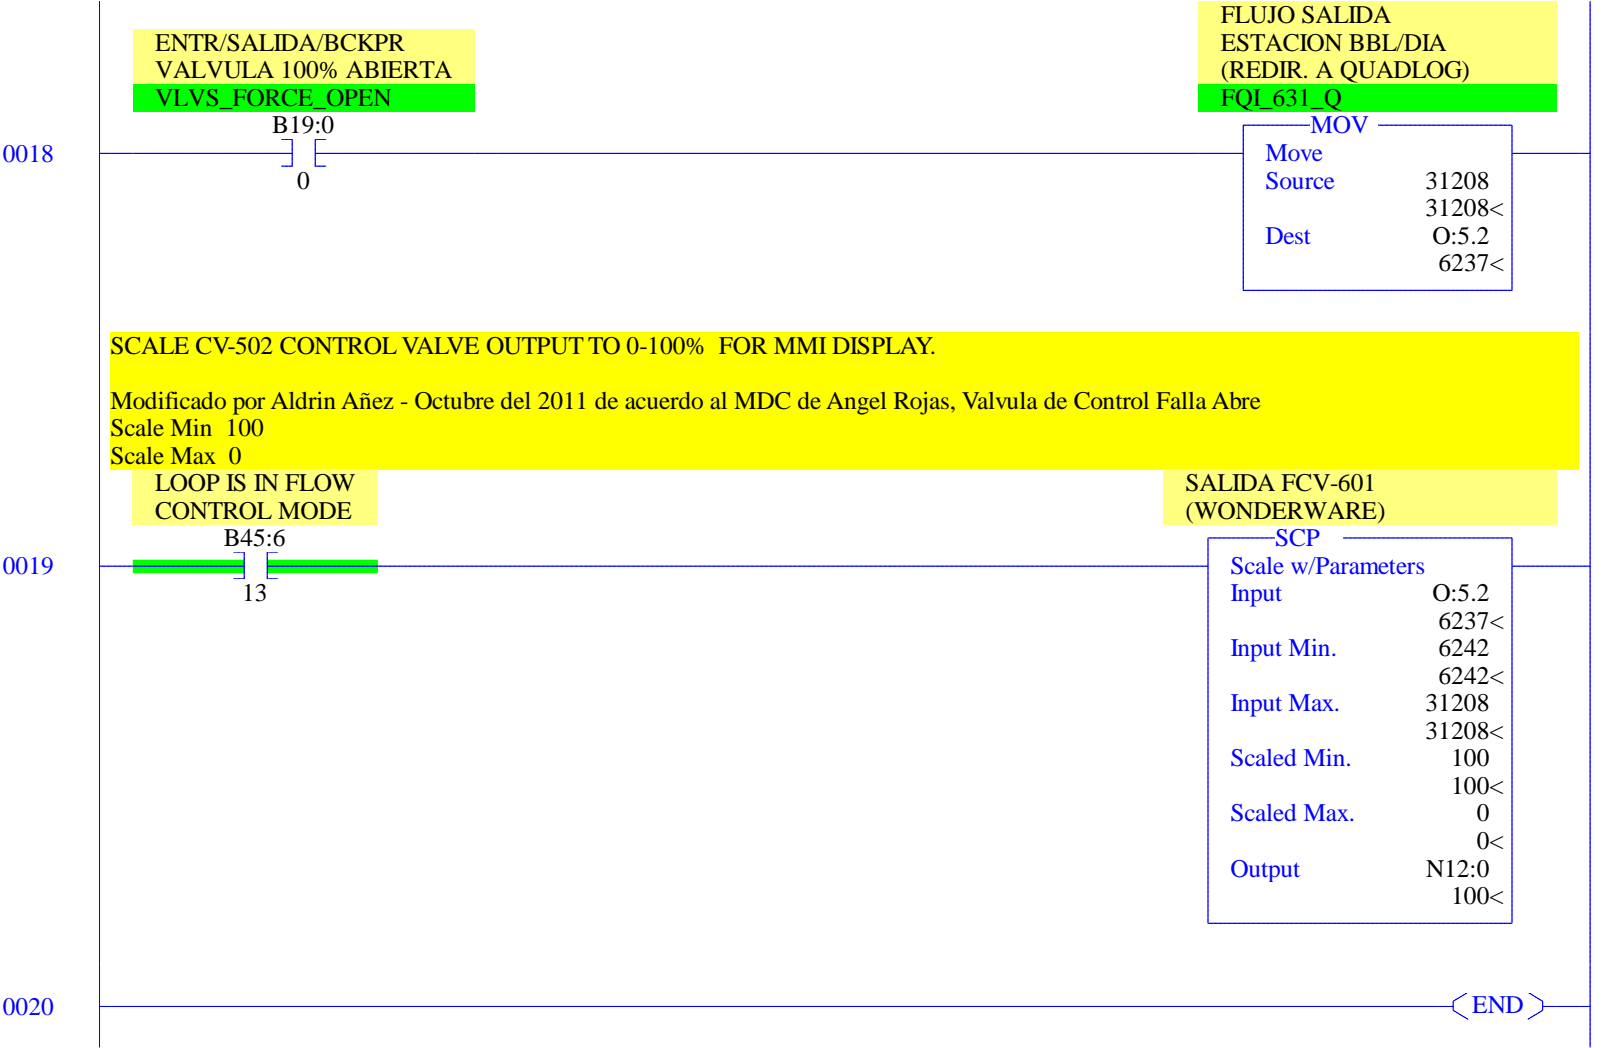 ENTR/SALIDA/BCKPR
VALVULA 100% ABIERTA
VLVS_FORCE_OPEN
B19:0
0
FLUJO SALIDA
ESTACION BBL/DIA
(REDIR. A QUADLOG)
FQI_631_Q
MOV
0018
Move
Source 31208
31208<
Dest O:5.2
6237<
SCALE CV-502 CONTROL VALVE OUTPUT TO 0-100% FOR MMI DISPLAY.
Modificado por Aldrin Añez - Octubre del 2011 de acuerdo al MDC de Angel Rojas, Valvula de Control Falla Abre
Scale Min 100
Scale Max 0
LOOP IS IN FLOW
CONTROL MODE
B45:6
13
SALIDA FCV-601
(WONDERWARE)
SCP
0019
Scale w/Parameters
Input O:5.2
6237<
Input Min. 6242
6242<
Input Max. 31208
31208<
Scaled Min. 100
100<
Scaled Max. 0
0<
Output N12:0
100<
0020
END